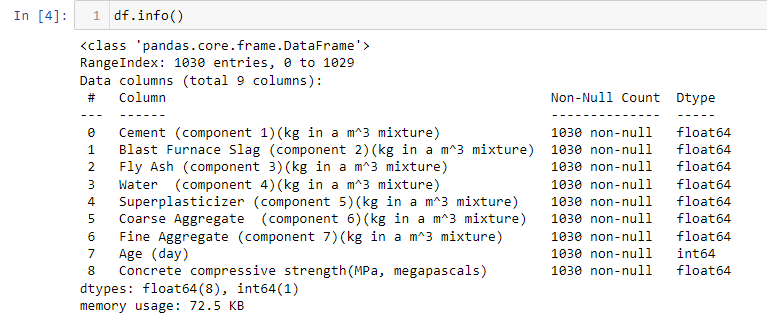 In [4]: 1 df.info()
<class 'pandas.core.frame.DataFrame'>
RangeIndex: 1030 entries, 0 to 1029
Data columns (total 9 columns):
 #   Column                                                 Non-Null Count  Dtype
---  ------                                                 --------------  -----
 0   Cement (component 1)(kg in a m^3 mixture)              1030 non-null   float64
 1   Blast Furnace Slag (component 2)(kg in a m^3 mixture)  1030 non-null   float64
 2   Fly Ash (component 3)(kg in a m^3 mixture)             1030 non-null   float64
 3   Water  (component 4)(kg in a m^3 mixture)              1030 non-null   float64
 4   Superplasticizer (component 5)(kg in a m^3 mixture)    1030 non-null   float64
 5   Coarse Aggregate  (component 6)(kg in a m^3 mixture)   1030 non-null   float64
 6   Fine Aggregate (component 7)(kg in a m^3 mixture)      1030 non-null   float64
 7   Age (day)                                              1030 non-null   int64
 8   Concrete compressive strength(MPa, megapascals)        1030 non-null   float64
dtypes: float64(8), int64(1)
memory usage: 72.5 KB